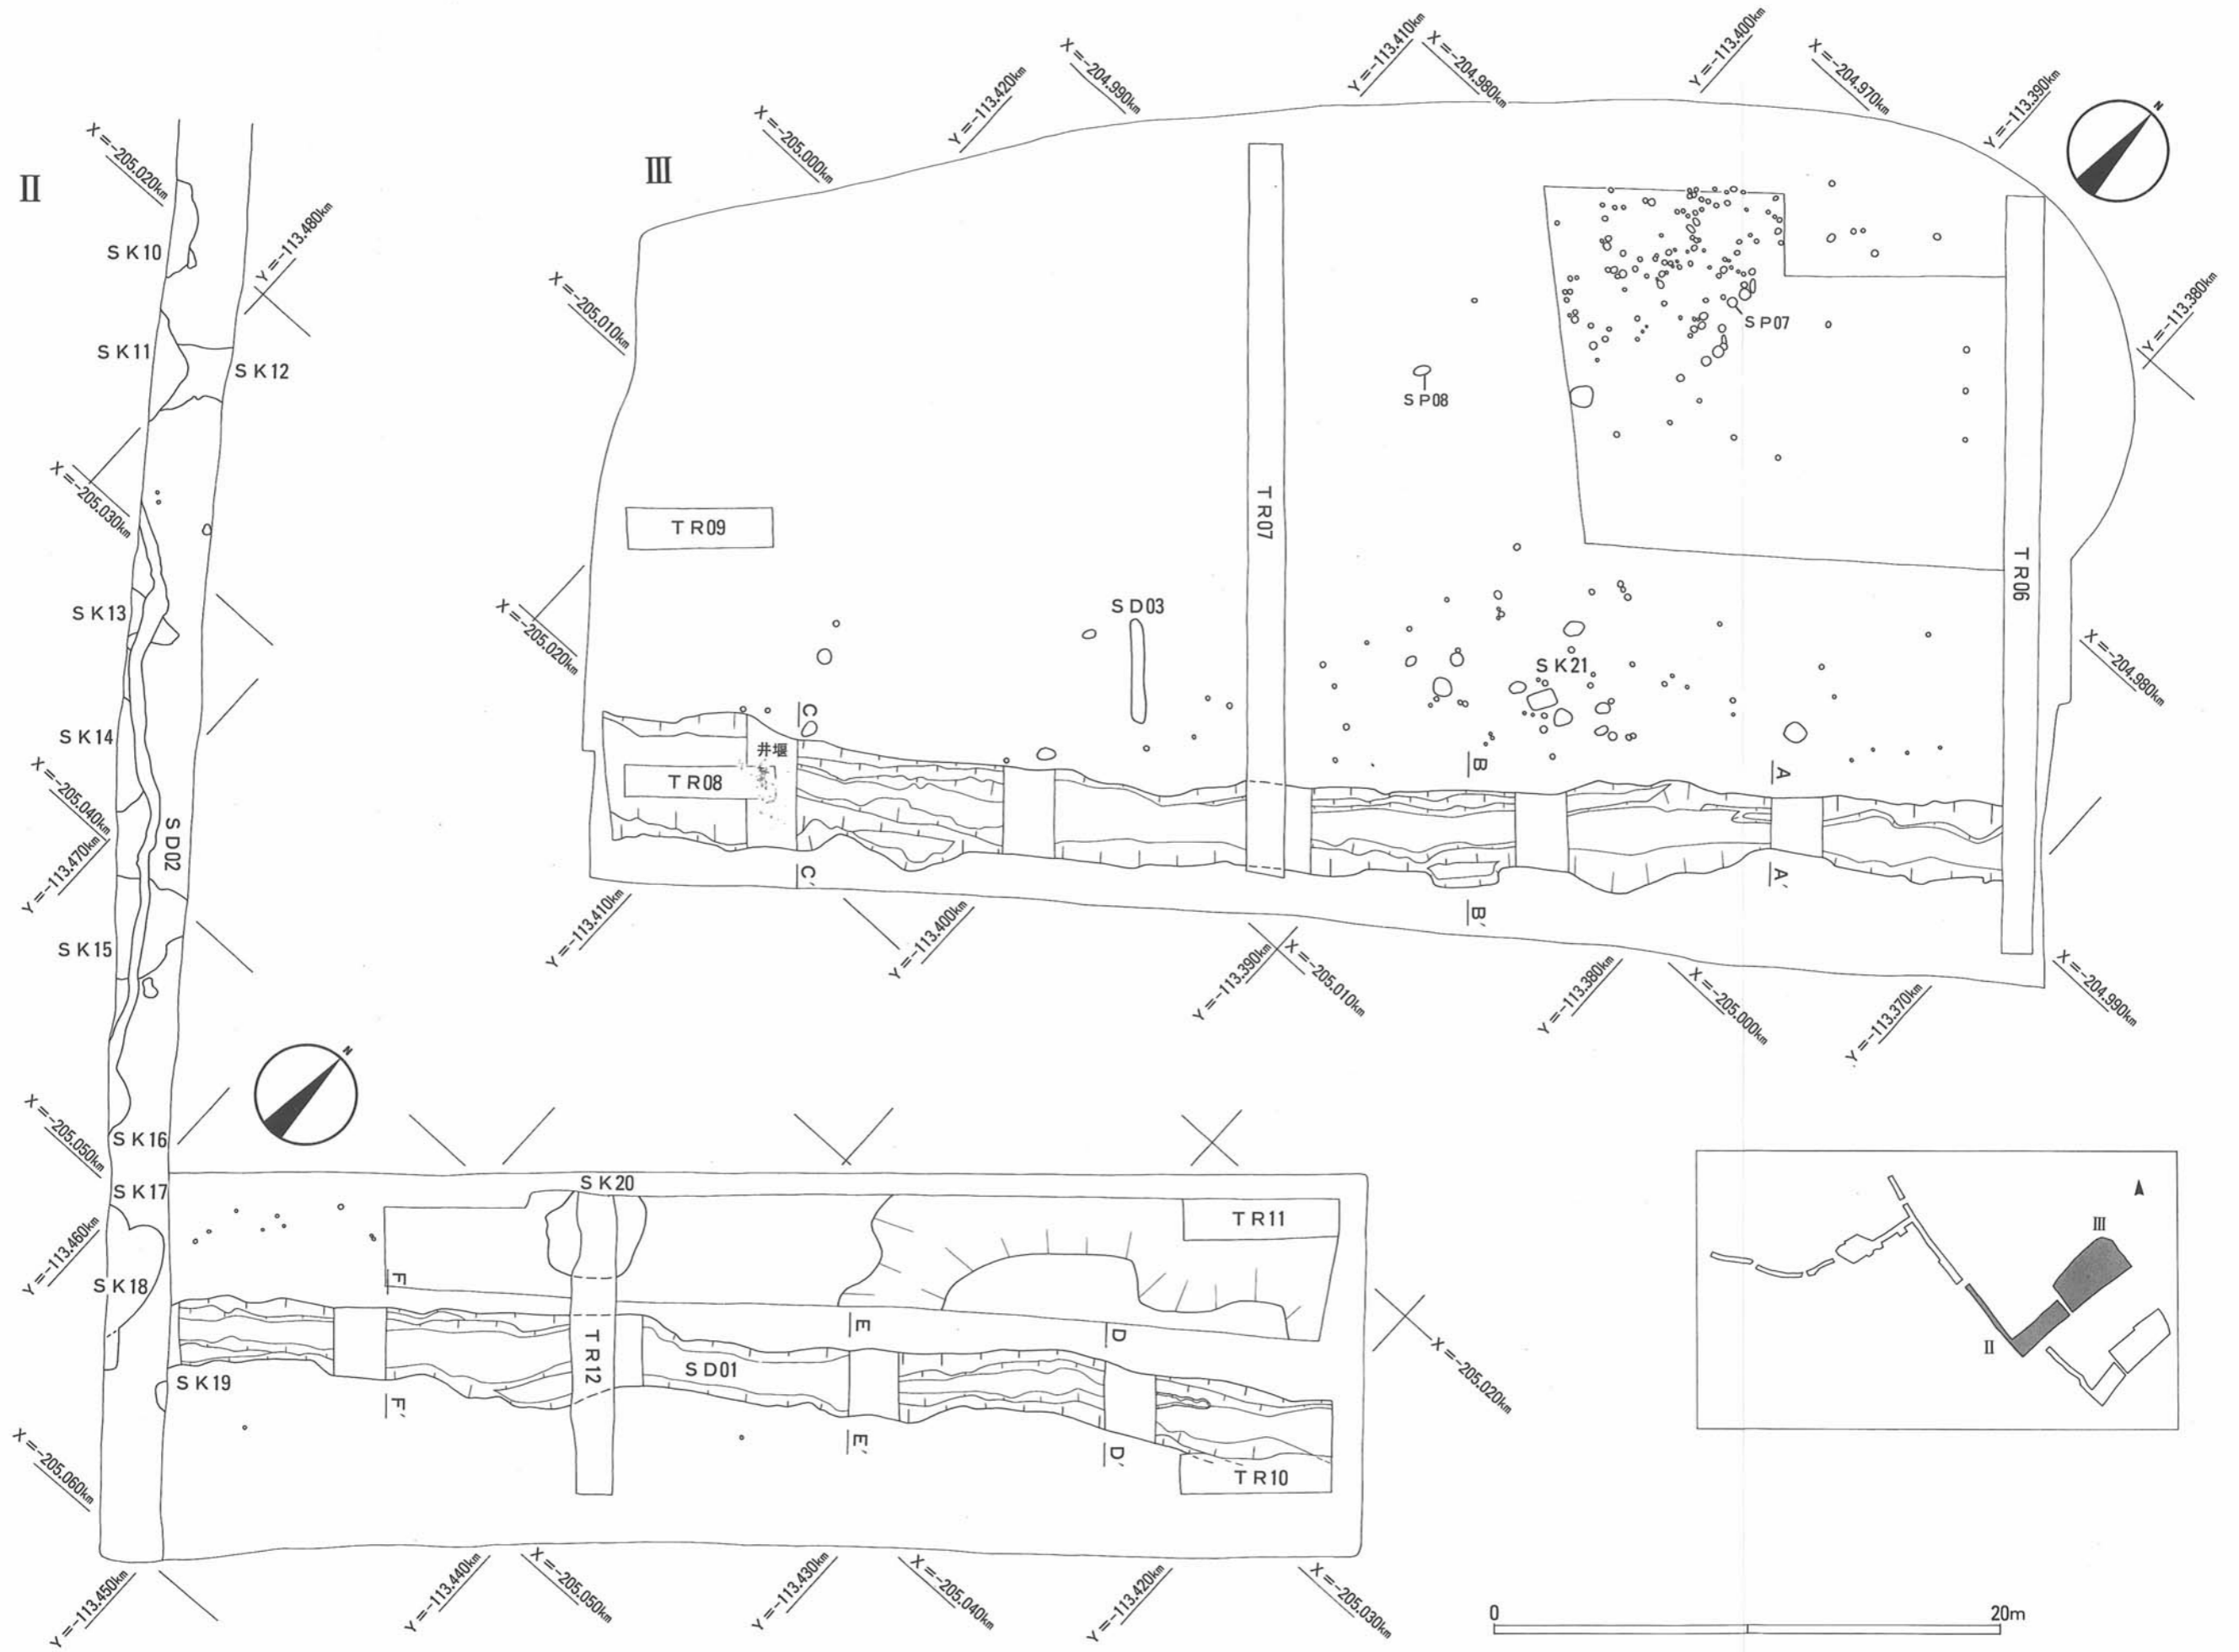 II
X=-205.020km
SK10
Y=-113.480km
SK11
SK12
X=-205.030km
SK13
SK14
X=-205.040km
Y=-113.470km
SD02
SK15
X=-205.050km
SK16
SK17
Y=-113.460km
SK18
SK19
X=-205.060km
Y=-113.450km
N
SK20
TR11
F
E
D
TR12
SD01
F'
E'
D'
TR10
X=-205.020km
Y=-113.440km
X=-205.050km
Y=-113.430km
X=-205.040km
Y=-113.420km
X=-205.030km
III
X=-205.000km
Y=-113.420km
X=-204.990km
Y=-113.410km
X=-204.980km
Y=-113.400km
X=-204.970km
Y=-113.390km
N
X=-205.010km
Y=-113.380km
SP07
SP08
TR09
TR07
TR06
X=-205.020km
SD03
SK21
X=-204.980km
C
井堰
TR08
B
A
C'
B'
A'
Y=-113.410km
Y=-113.400km
Y=-113.390km
X=-205.010km
Y=-113.380km
X=-205.000km
Y=-113.370km
X=-204.990km
III
II
0
20m